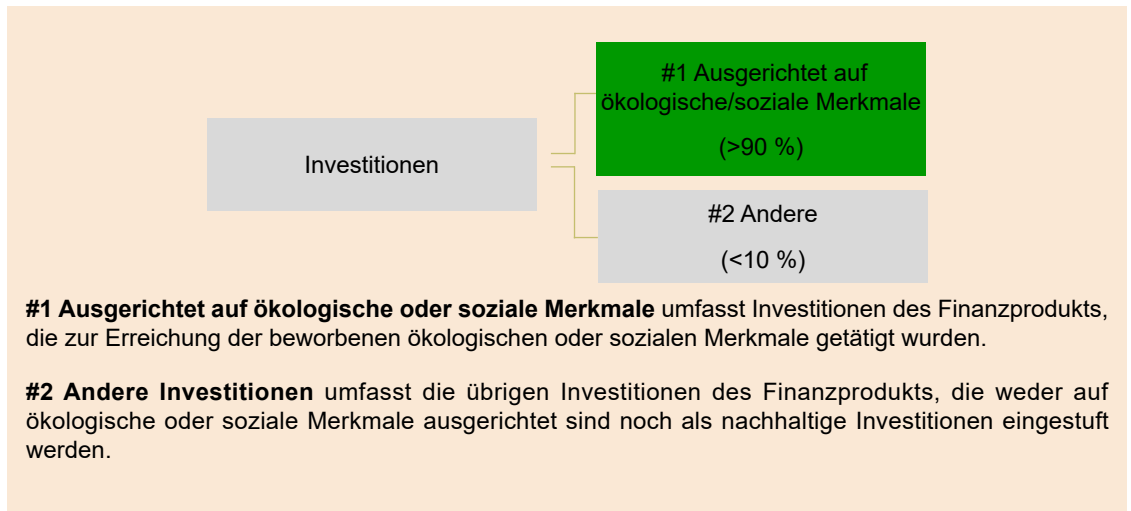 #1 Ausgerichtet auf
ökologische/soziale Merkmale
(>90 %)
Investitionen
#2 Andere
(<10 %)
#1 Ausgerichtet auf ökologische oder soziale Merkmale umfasst Investitionen des Finanzprodukts,
die zur Erreichung der beworbenen ökologischen oder sozialen Merkmale getätigt wurden.
#2 Andere Investitionen umfasst die übrigen Investitionen des Finanzprodukts, die weder auf
ökologische oder soziale Merkmale ausgerichtet sind noch als nachhaltige Investitionen eingestuft
werden.